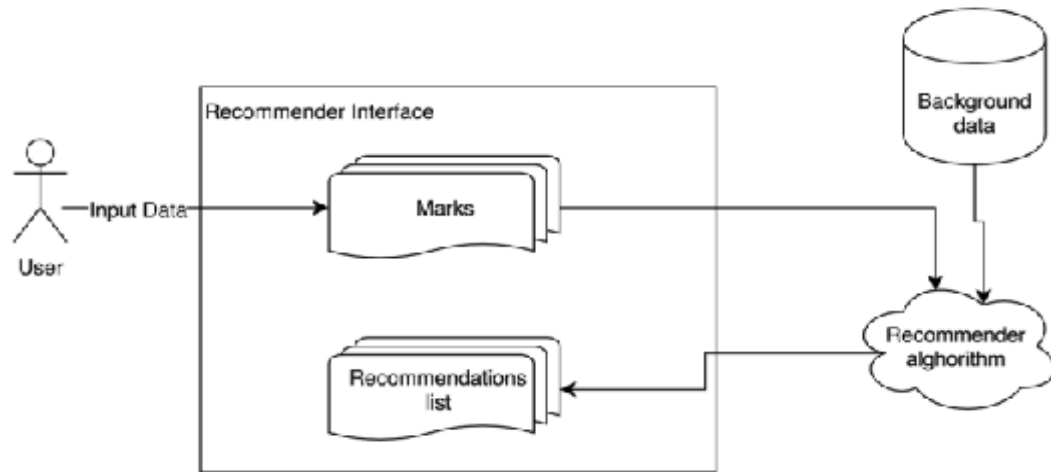 Recommender Interface
Background
data
Input Data
Marks
User
Recommender
alghorithm
Recommendations
list